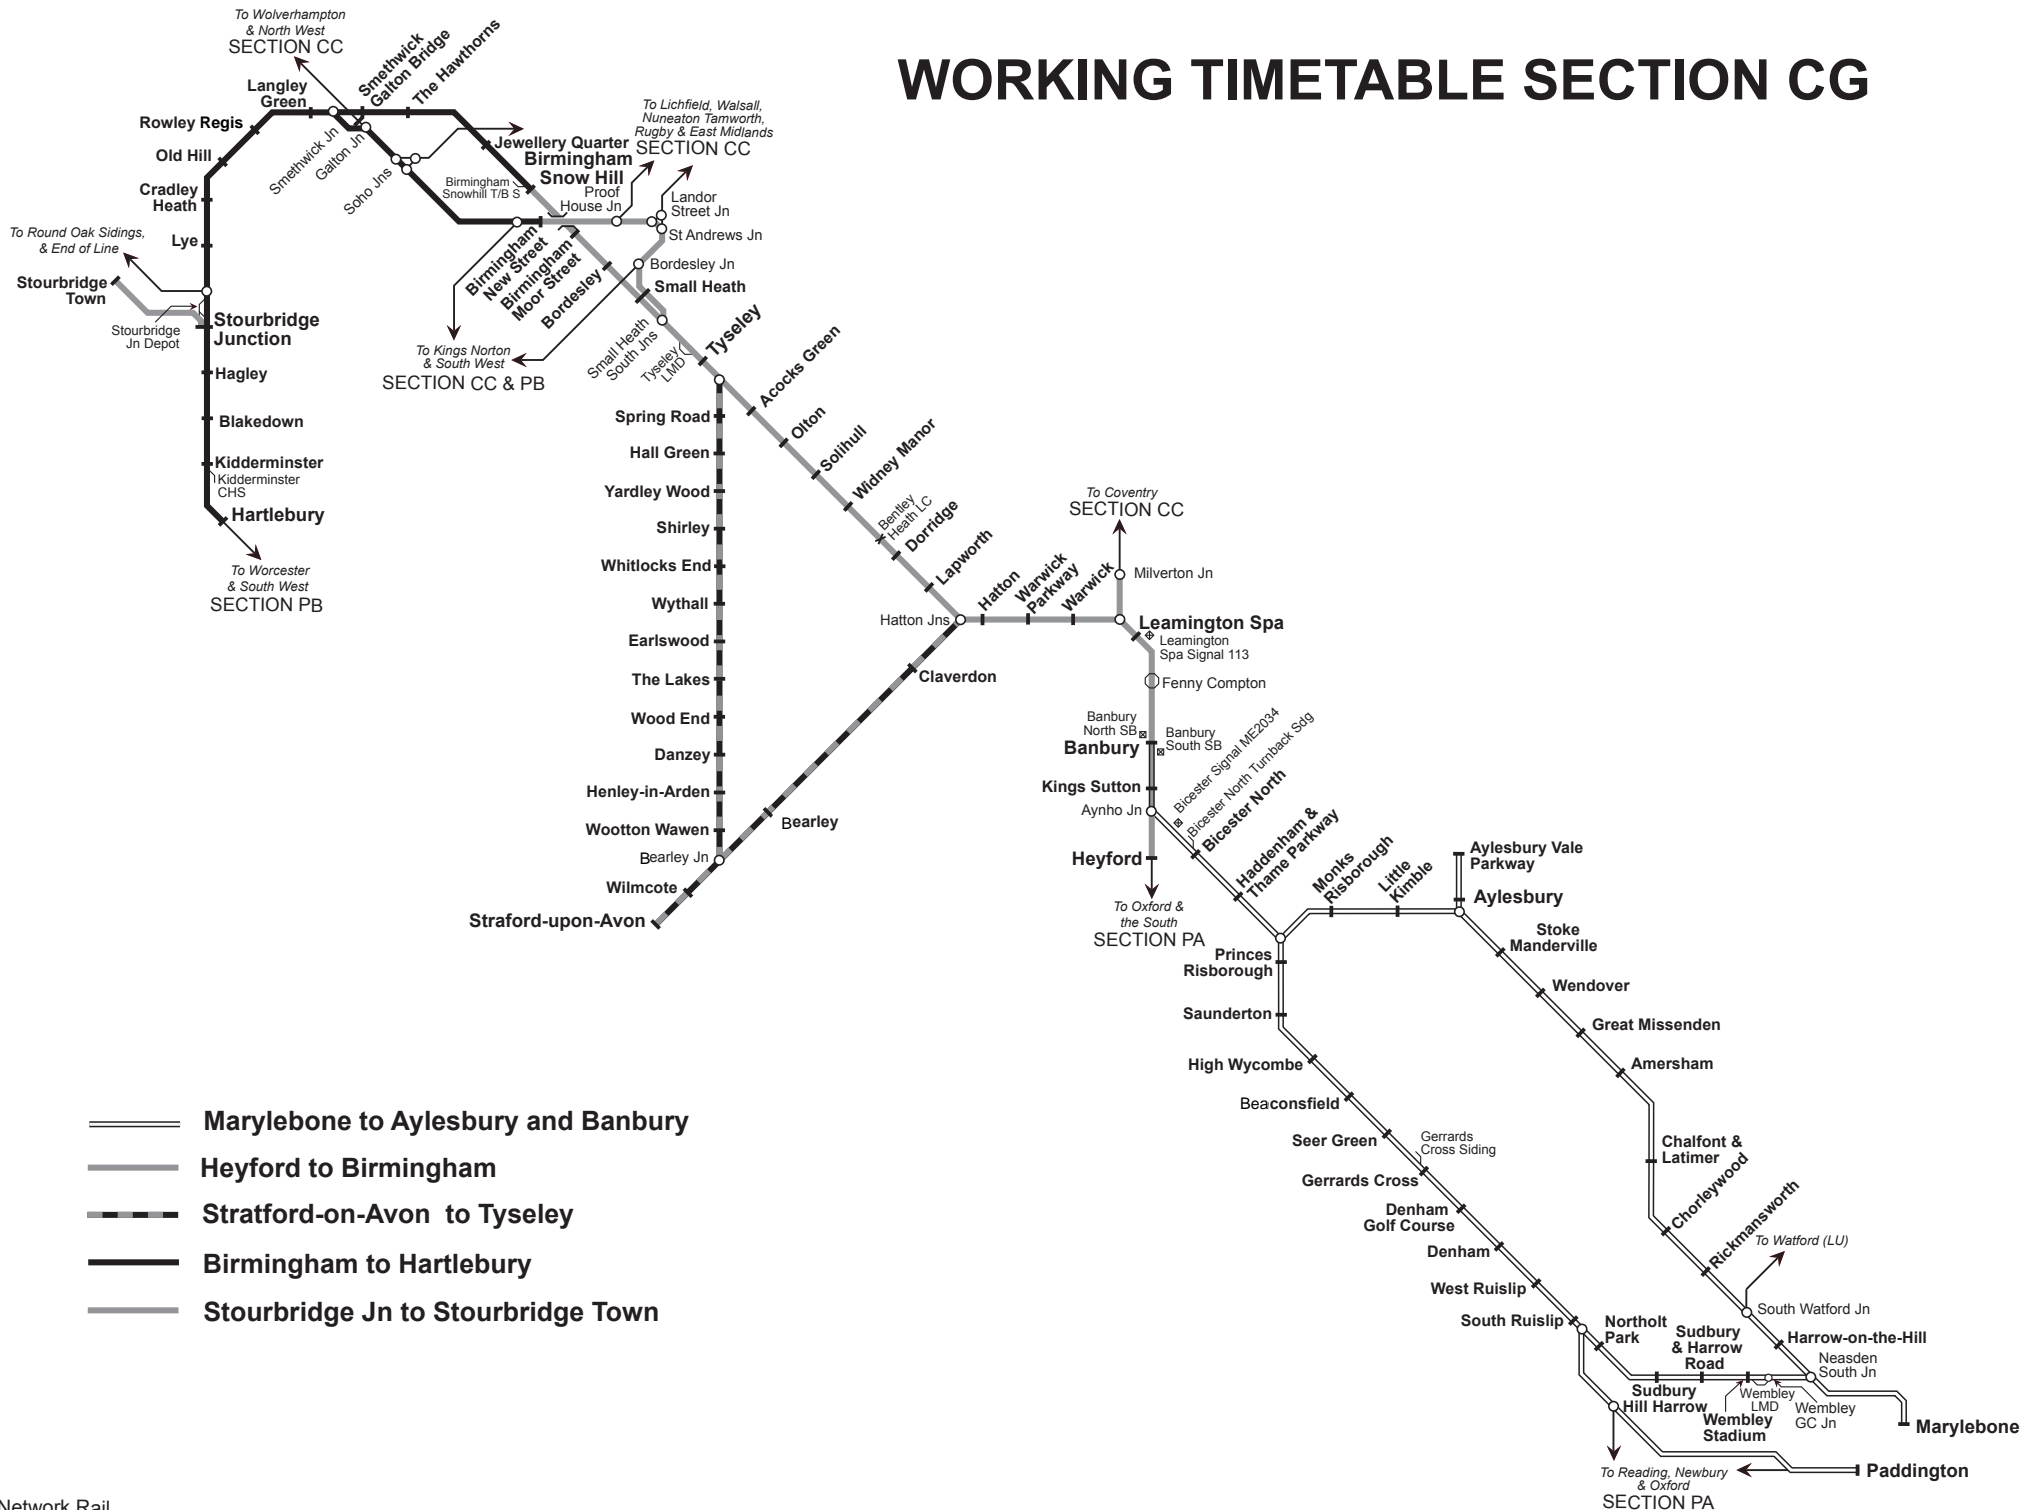 WORKING TIMETABLE SECTION CG
To Wolverhampton
& North West
SECTION CC
Smethwick
Galton Bridge
The Hawthorns
Langley
Green
Rowley Regis
Old Hill
Cradley
Heath
Lye
To Round Oak Sidings,
& End of Line
Stourbridge
Town
Stourbridge
Jn Depot
Stourbridge
Junction
Hagley
Blakedown
Kidderminster
Kidderminster
CHS
Hartlebury
To Worcester
& South West
SECTION PB
Smethwick Jn
Galton Jn
Soho Jns
Jewellery Quarter
Birmingham
Snow Hill
Birmingham
Snowhill T/B S
To Lichfield, Walsall,
Nuneaton Tamworth,
Rugby & East Midlands
SECTION CC
Proof
House Jn
Landor
Street Jn
St Andrews Jn
Bordesley Jn
Birmingham
New Street
Birmingham
Moor Street
Bordesley
Small Heath
To Kings Norton
& South West
SECTION CC & PB
Small Heath
South Jns
Tyseley
LMD
Tyseley
Acocks Green
Olton
Solihull
Widney Manor
Bentley
Heath LC
Dorridge
Lapworth
Spring Road
Hall Green
Yardley Wood
Shirley
Whitlocks End
Wythall
Earlswood
The Lakes
Wood End
Danzey
Henley-in-Arden
Wootton Wawen
Bearley Jn
Wilmcote
Straford-upon-Avon
Bearley
Claverdon
Hatton Jns
Hatton
Warwick
Parkway
Warwick
To Coventry
SECTION CC
Milverton Jn
Leamington Spa
Leamington
Spa Signal 113
Fenny Compton
Banbury
North SB
Banbury
South SB
Banbury
Kings Sutton
Aynho Jn
Heyford
To Oxford &
the South
SECTION PA
Bicester Signal ME2034
Bicester North Turnback Sdg
Bicester North
Haddenham &
Thame Parkway
Monks
Risborough
Little
Kimble
Aylesbury Vale
Parkway
Aylesbury
Stoke
Manderville
Wendover
Great Missenden
Amersham
Chalfont &
Latimer
Chorleywood
Rickmansworth
To Watford (LU)
South Watford Jn
Harrow-on-the-Hill
Neasden
South Jn
Marylebone
Princes
Risborough
Saunderton
High Wycombe
Beaconsfield
Seer Green
Gerrards
Cross Siding
Gerrards Cross
Denham
Golf Course
Denham
West Ruislip
South Ruislip
Northolt
Park
Sudbury
& Harrow
Road
Sudbury
Hill Harrow
Wembley
Stadium
Wembley
LMD
Wembley
GC Jn
Paddington
To Reading, Newbury
& Oxford
SECTION PA
Marylebone to Aylesbury and Banbury
Heyford to Birmingham
Stratford-on-Avon to Tyseley
Birmingham to Hartlebury
Stourbridge Jn to Stourbridge Town
Network Rail